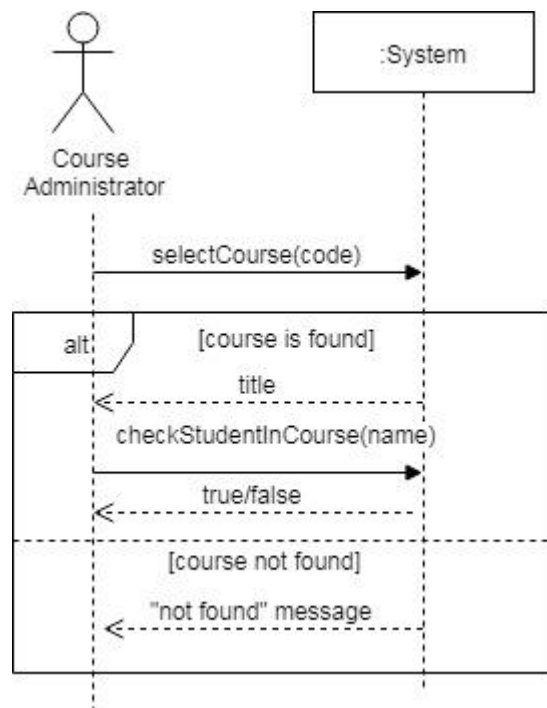 :System
Course
Administrator
selectCourse(code)
alt
[course is found]
title
checkStudentInCourse(name)
true/false
[course not found]
"not found" message